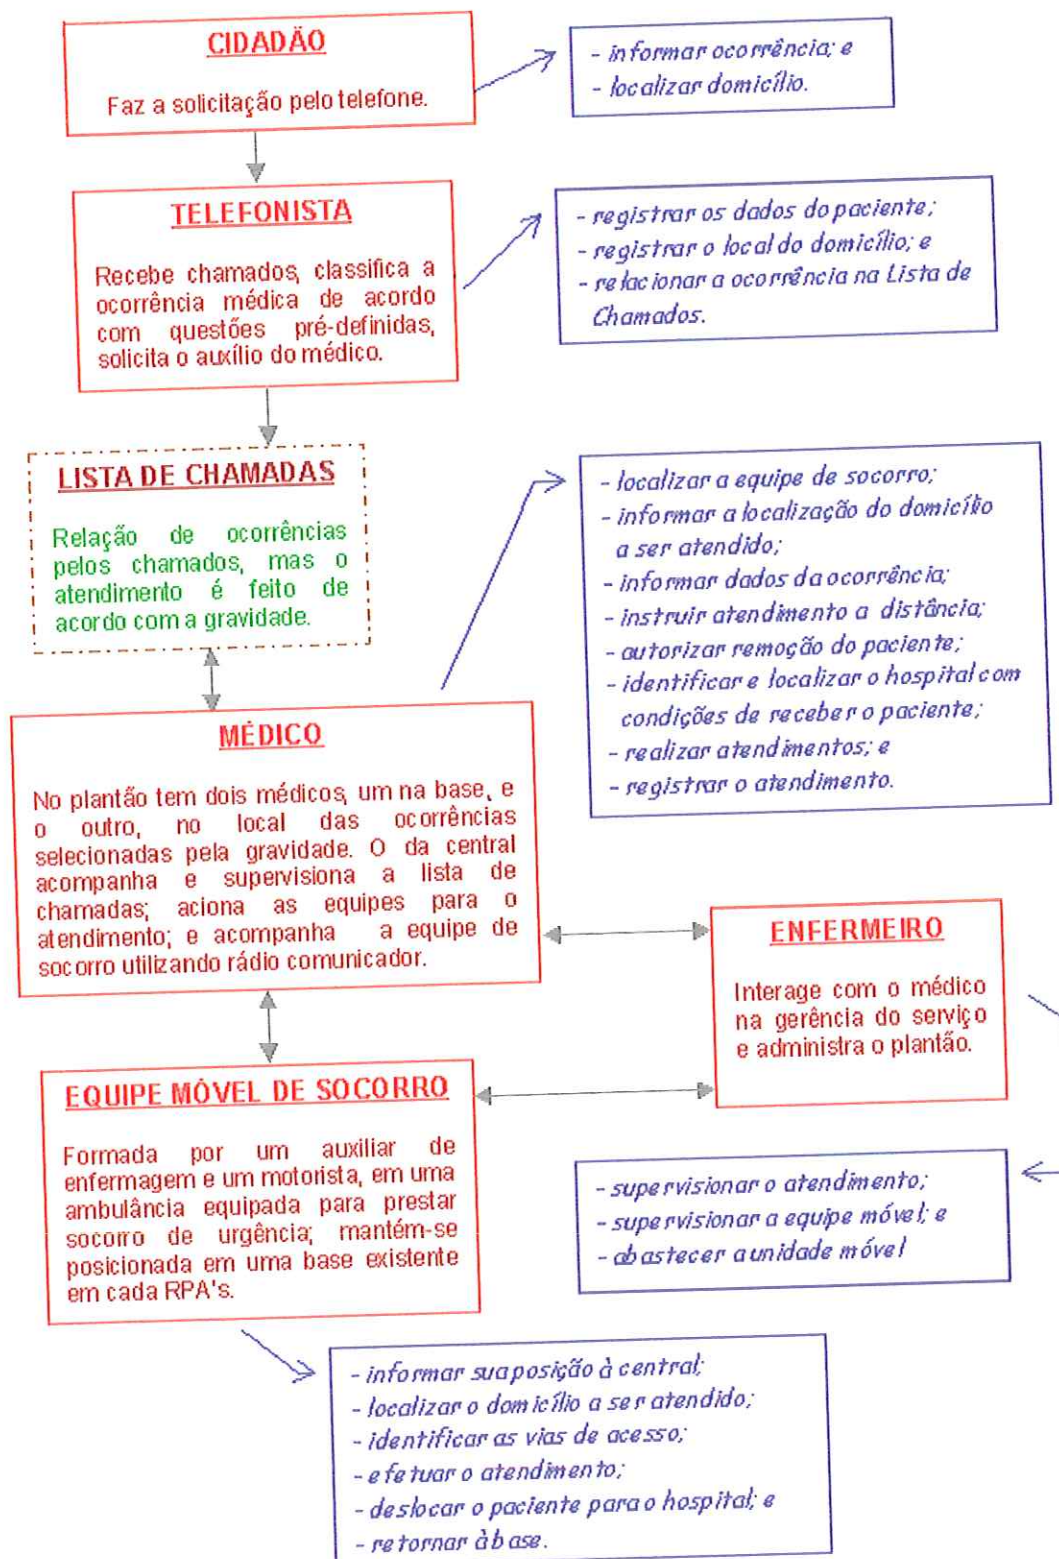 CIDADÃO
Faz a solicitação pelo telefone.
- informar ocorrência; e
- localizar domicílio.
TELEFONISTA
Recebe chamados, classifica a
ocorrência médica de acordo
com questões pré-definidas,
solicita o auxílio do médico.
- registrar os dados do paciente;
- registrar o local do domicílio; e
- relacionar a ocorrência na Lista de
Chamados.
LISTA DE CHAMADAS
Relação de ocorrências
pelos chamados, mas o
atendimento é feito de
acordo com a gravidade.
- localizar a equipe de socorro;
- informar a localização do domicílio
a ser atendido;
- informar dados da ocorrência;
- instruir atendimento a distância;
- autorizar remoção do paciente;
- identificar e localizar o hospital com
condições de receber o paciente;
- realizar atendimentos; e
- registrar o atendimento.
MÉDICO
No plantão tem dois médicos, um na base, e
o outro, no local das ocorrências
selecionadas pela gravidade. O da central
acompanha e supervisiona a lista de
chamadas; aciona as equipes para o
atendimento; e acompanha a equipe de
socorro utilizando rádio comunicador.
ENFERMEIRO
Interage com o médico
na gerência do serviço
e administra o plantão.
EQUIPE MÓVEL DE SOCORRO
Formada por um auxiliar de
enfermagem e um motorista, em uma
ambulância equipada para prestar
socorro de urgência; mantém-se
posicionada em uma base existente
em cada RPA's.
- supervisionar o atendimento;
- supervisionar a equipe móvel; e
- abastecer a unidade móvel
- informar sua posição à central;
- localizar o domicílio a ser atendido;
- identificar as vias de acesso;
- efetuar o atendimento;
- deslocar o paciente para o hospital; e
- retornar à base.